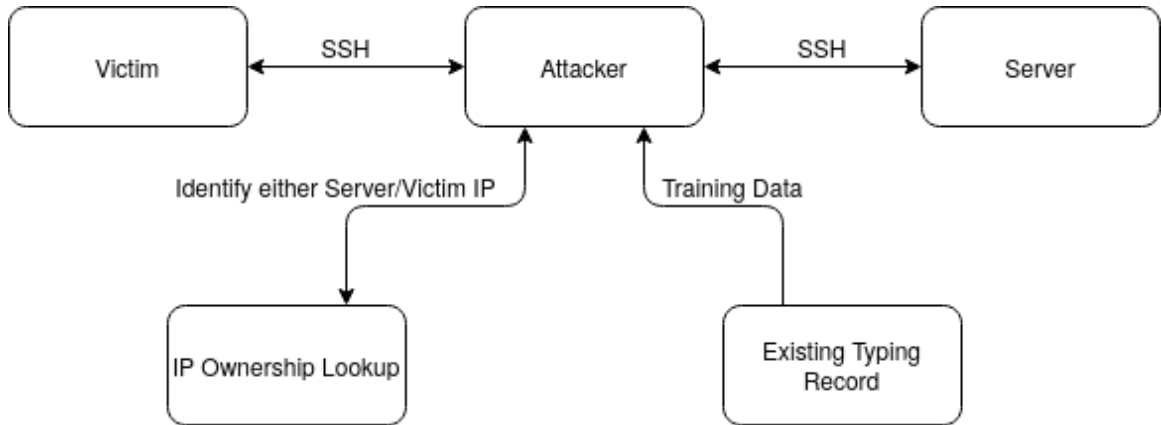 SSH
SSH
Victim
Attacker
Server
Identify either Server/Victim IP
Training Data
IP Ownership Lookup
Existing Typing
Record